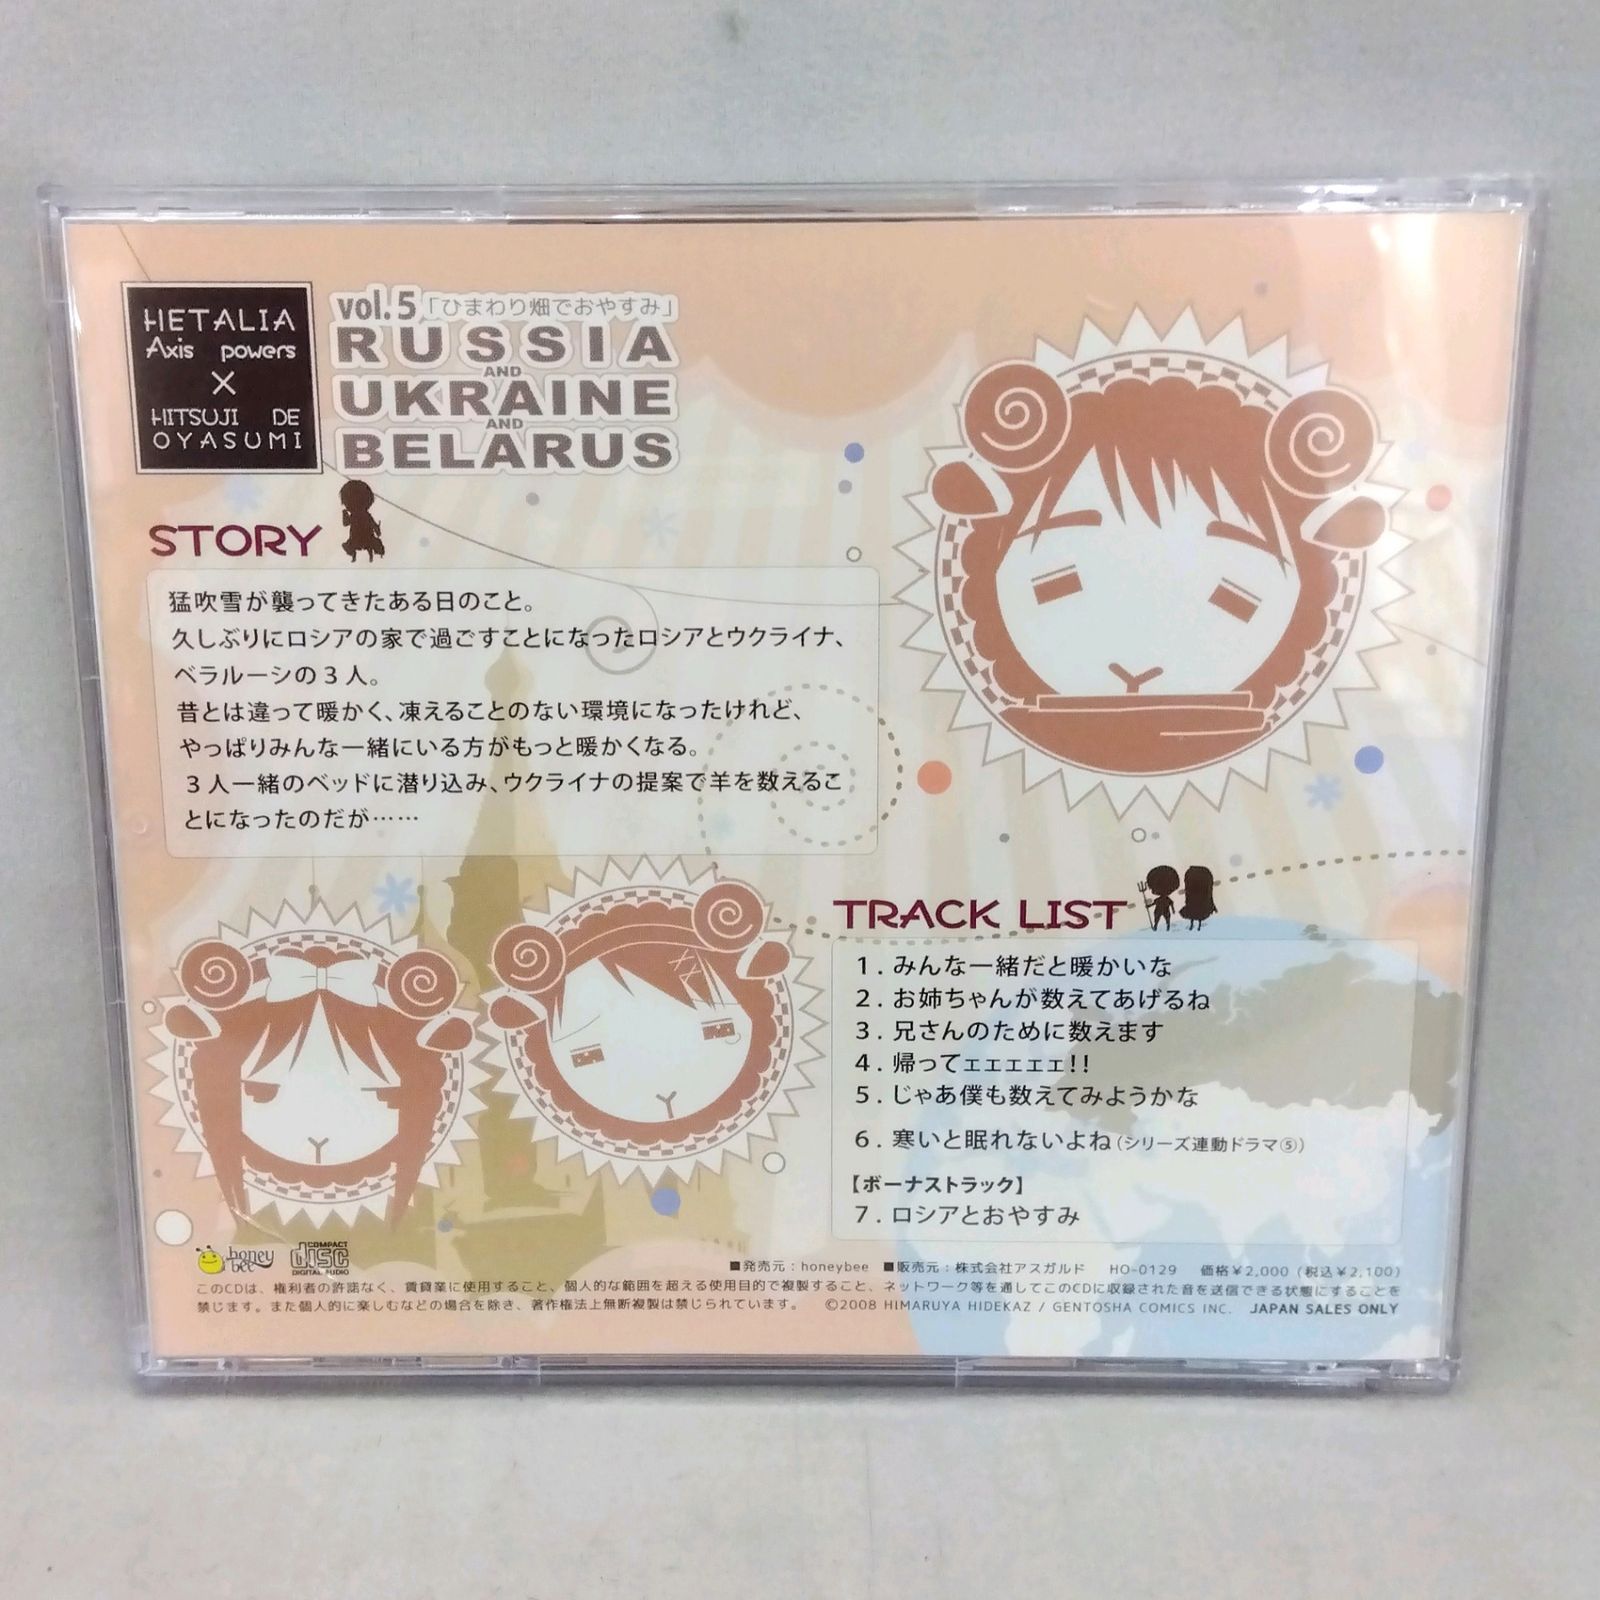 HETALIA
Axis powers
×
HITSUJI DE
OYASUMI
vol.5「ひまわり畑でおやすみ」
RUSSIA
AND
UKRAINE
AND
BELARUS
STORY
猛吹雪が襲ってきたある日のこと。
久しぶりにロシアの家で過ごすことになったロシアとウクライナ、
ベラルーシの3人。
昔とは違って暖かく、凍えることのない環境になったけれど、
やっぱりみんな一緒にいる方がもっと暖かくなる。
3人一緒のベッドに潜り込み、ウクライナの提案で羊を数えるこ
とになったのだが……
TRACK LIST
1.みんな一緒だと暖かいな
2.お姉ちゃんが数えてあげるね
3.兄さんのために数えます
4.帰ってェェェェェ!!
5.じゃあ僕も数えてみようかな
6.寒いと眠れないよね(シリーズ連動ドラマ⑤)
【ボーナストラック】
7.ロシアとおやすみ
honey bee
COMPACT disc DIGITAL AUDIO
■発売元:honeybee ■販売元:株式会社アスガルド HO-0129 価格¥2,000(税込¥2,100)
このCDは、権利者の許諾なく、賃貸業に使用すること、個人的な範囲を超える使用目的で複製すること、ネットワーク等を通してこのCDに収録された音を送信できる状態にすることを
禁じます。また個人的に楽しむなどの場合を除き、著作権法上無断複製は禁じられています。 ©2008 HIMARUYA HIDEKAZ / GENTOSHA COMICS INC. JAPAN SALES ONLY